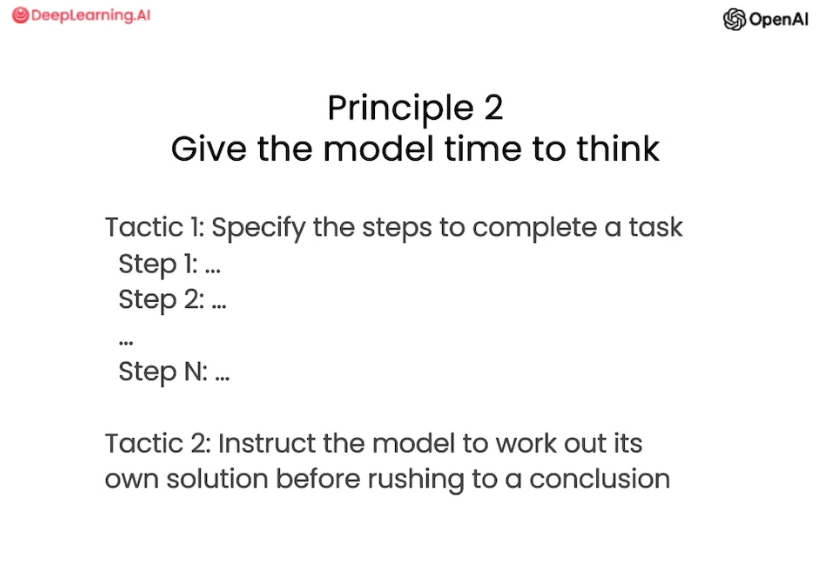 DeepLearning.AI
OpenAI
Principle 2
Give the model time to think
Tactic 1: Specify the steps to complete a task
Step 1: ...
Step 2: ...
...
Step N: ...
Tactic 2: Instruct the model to work out its
own solution before rushing to a conclusion